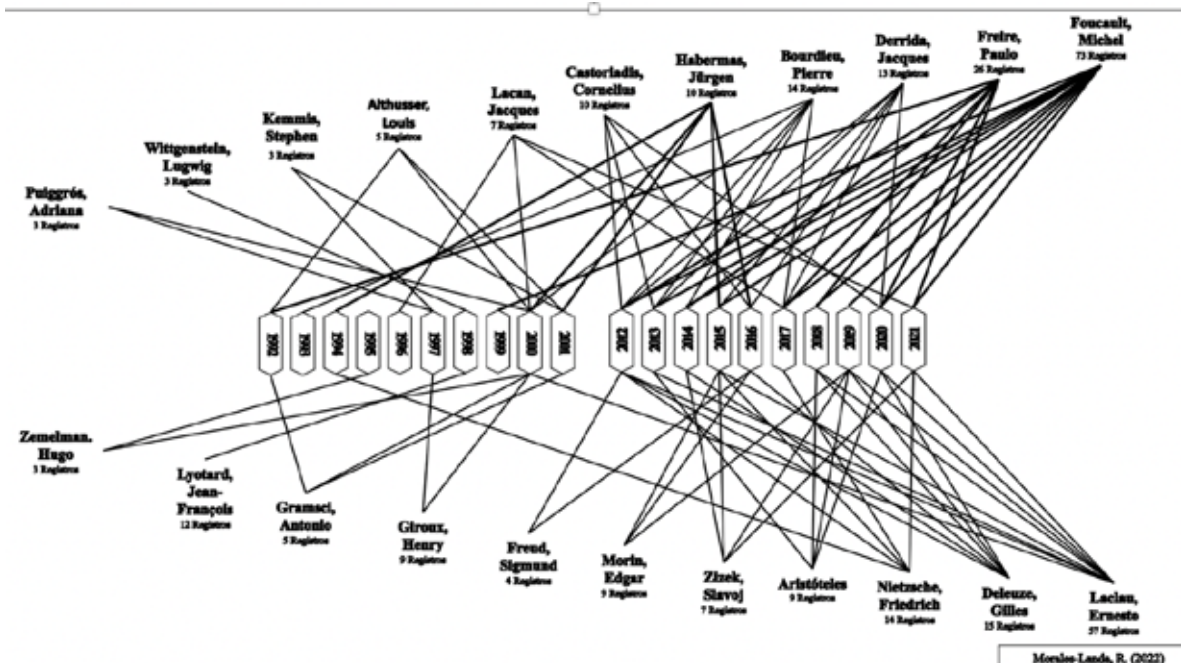 Foucault,
Michel
73 Registros
Freire,
Paulo
26 Registros
Derrida,
Jacques
13 Registros
Bourdieu,
Pierre
14 Registros
Habermas,
Jürgen
10 Registros
Castoriadis,
Cornelius
10 Registros
Lacan,
Jacques
7 Registros
Althusser,
Louis
5 Registros
Kemmis,
Stephen
3 Registros
Wittgenstein,
Lugwig
3 Registros
Puiggrós,
Adriana
3 Registros
1992
1993
1994
1995
1996
1997
1998
1999
2000
2001
2012
2013
2014
2015
2016
2017
2018
2019
2020
2021
Zemelman.
Hugo
3 Registros
Lyotard,
Jean-
François
12 Registros
Gramsci,
Antonio
5 Registros
Giroux,
Henry
9 Registros
Freud,
Sigmund
4 Registros
Morin,
Edgar
Registros
Zizek,
Slavoj
7 Registros
Aristóteles
9 Registros
Nietzsche,
Friedrich
14 Registros
Deleuze,
Gilles
15 Registros
Laclau,
Ernesto
57 Registros
Morales-Landa, R. (2022)